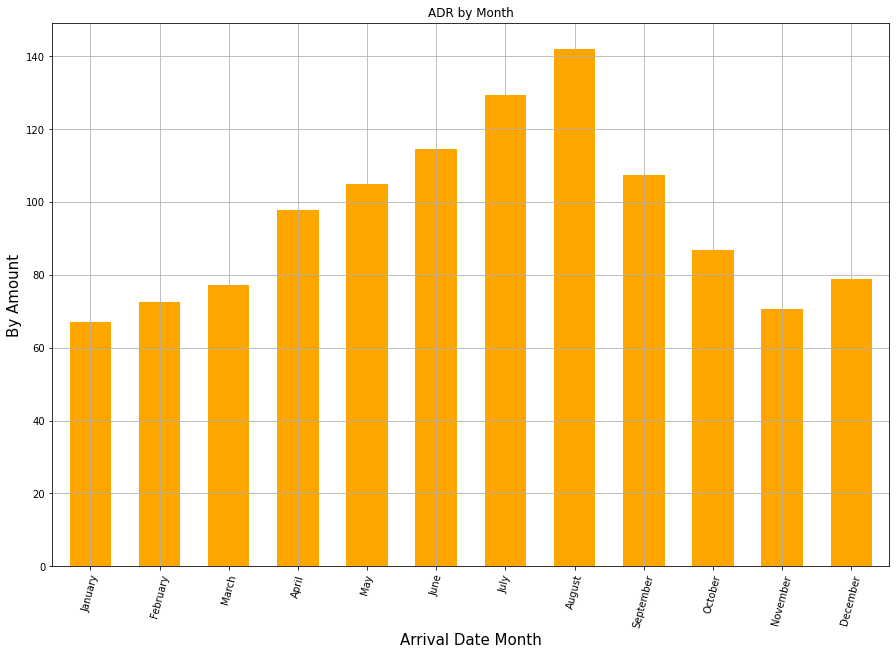 ADR by Month
By Amount
140
120
100
80
60
40
20
0
January
February
March
April
May
June
July
August
September
October
November
December
Arrival Date Month